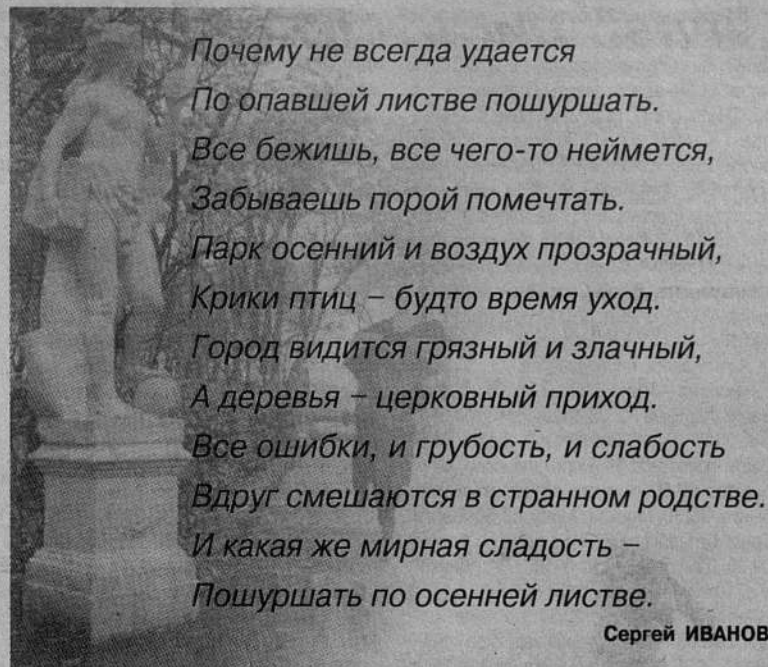 Почему не всегда удается
По опавшей листве пошуршать.
Все бежишь, все чего-то неймется,
Забываешь порой помечтать.
Парк осенний и воздух прозрачный,
Крики птиц – будто время уход.
Город видится грязный и злачный,
А деревья – церковный приход.
Все ошибки, и грубость, и слабость
Вдруг смешаются в странном родстве.
И какая же мирная сладость –
Пошуршать по осенней листве.
Сергей ИВАНОВ